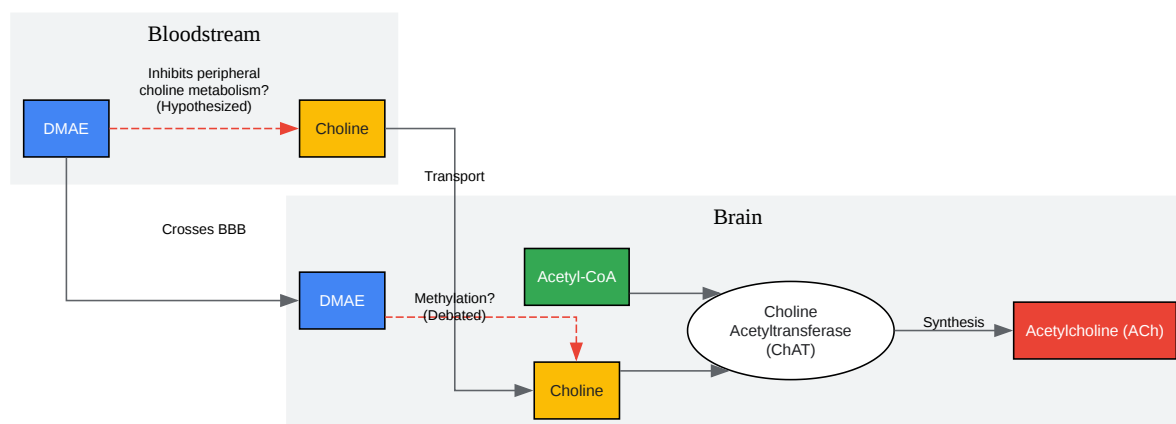 Bloodstream
Inhibits peripheral
choline metabolism?
(Hypothesized)
DMAE
Choline
Transport
Crosses BBB
Brain
Acetyl-CoA
DMAE
Methylation?
(Debated)
Choline
Choline
Acetyltransferase
(ChAT)
Synthesis
Acetylcholine (ACh)